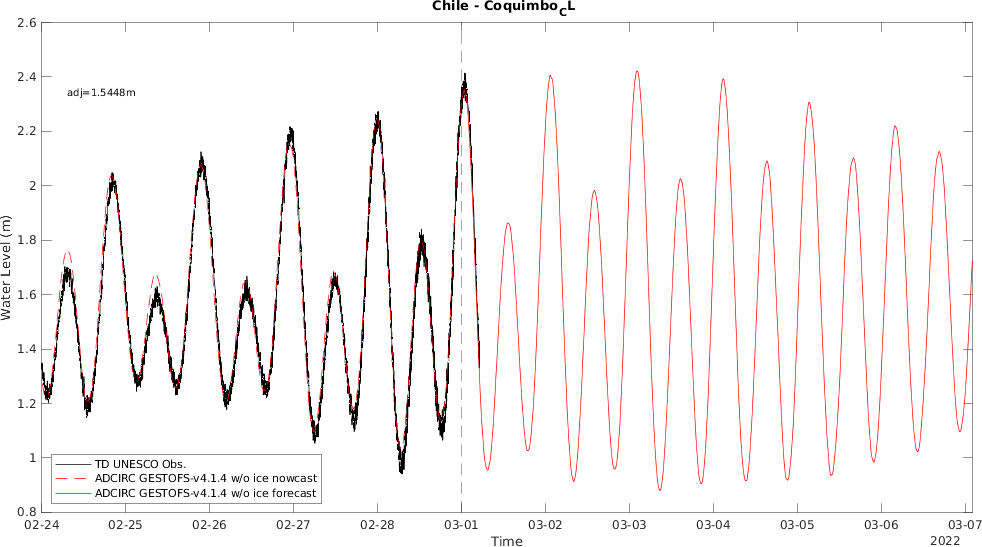 Chile - Coquimbo_CL
2.6
2.4
adj=1.5448m
2.2
2
1.8
Water Level (m)
1.6
1.4
1.2
1
TD UNESCO Obs.
ADCIRC GESTOFS-v4.1.4 w/o ice nowcast
ADCIRC GESTOFS-v4.1.4 w/o ice forecast
0.8
02-24 02-25 02-26 02-27 02-28 03-01 03-02 03-03 03-04 03-05 03-06 03-07
Time
2022